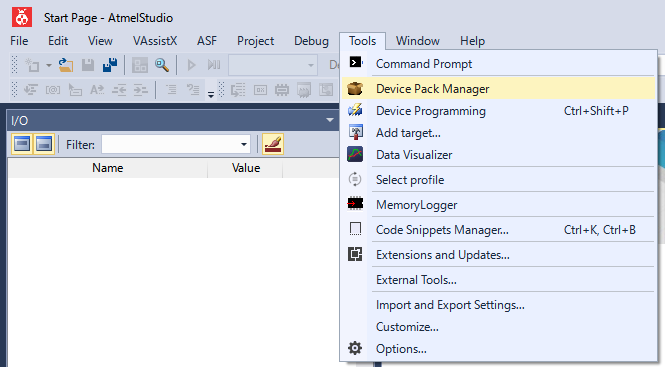 Start Page - AtmelStudio
File Edit View VAssistX ASF Project Debug Tools Window Help
Command Prompt
Device Pack Manager
Device Programming Ctrl+Shift+P
Add target...
Data Visualizer
Select profile
MemoryLogger
Code Snippets Manager... Ctrl+K, Ctrl+B
Extensions and Updates...
External Tools...
Import and Export Settings...
Customize...
Options...
De
I/O
Filter:
Name Value